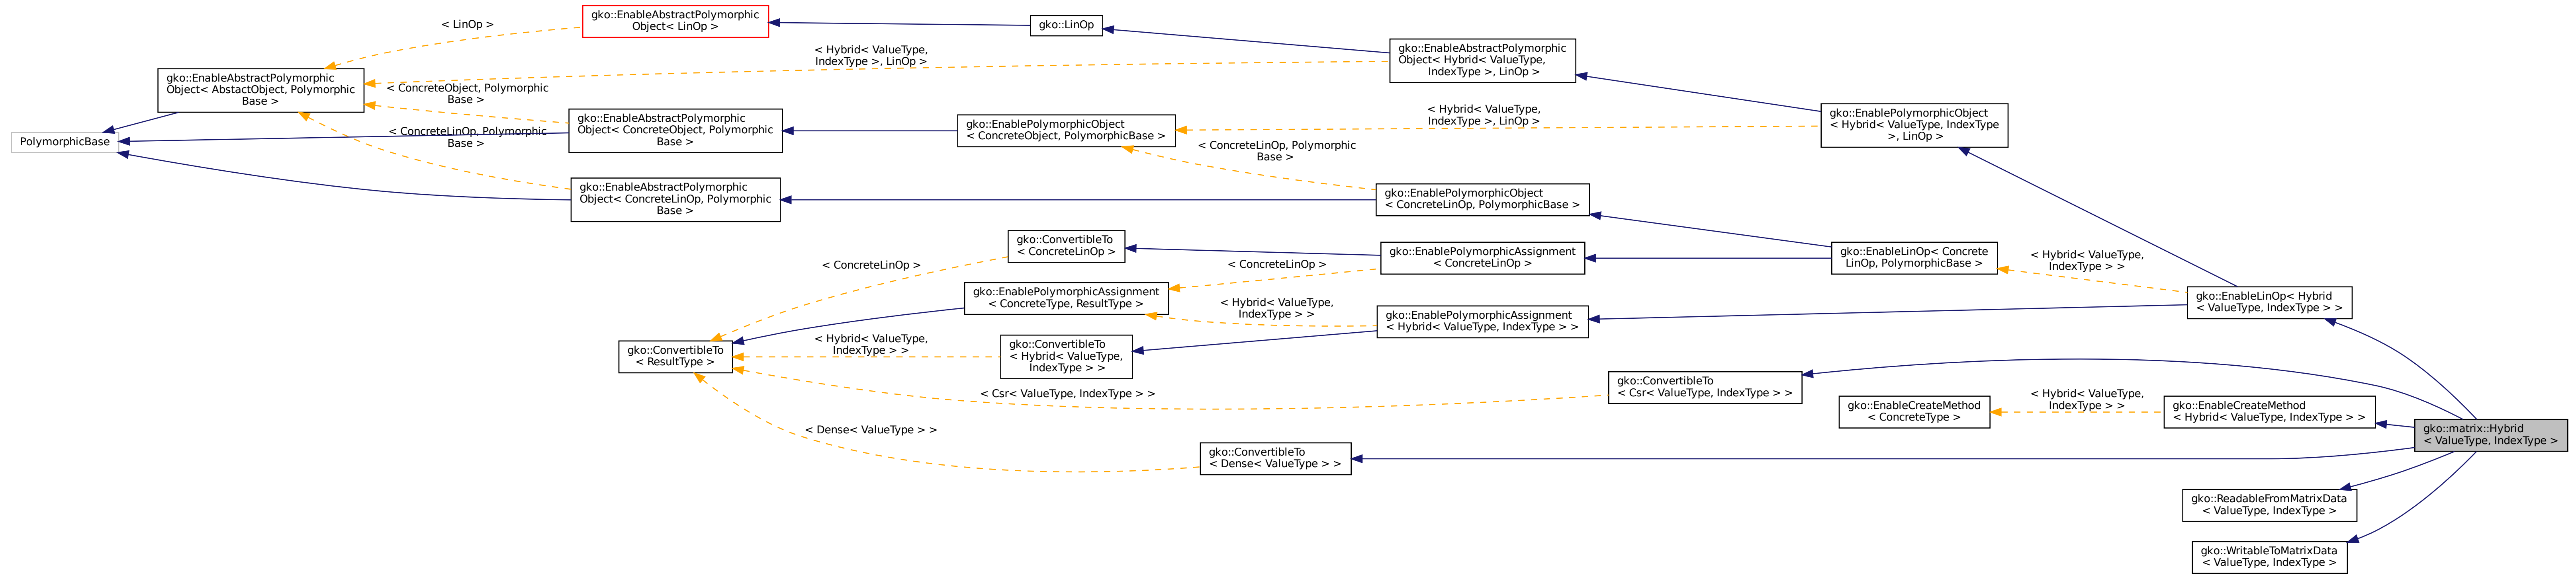 gko::EnableAbstractPolymorphic
Object< LinOp >
< LinOp >
gko::LinOp
< Hybrid< ValueType,
IndexType >, LinOp >
gko::EnableAbstractPolymorphic
Object< Hybrid< ValueType,
IndexType >, LinOp >
gko::EnableAbstractPolymorphic
Object< AbstactObject, Polymorphic
Base >
< ConcreteObject, Polymorphic
Base >
gko::EnableAbstractPolymorphic
Object< ConcreteObject, Polymorphic
Base >
gko::EnablePolymorphicObject
< ConcreteObject, PolymorphicBase >
< Hybrid< ValueType,
IndexType >, LinOp >
gko::EnablePolymorphicObject
< Hybrid< ValueType, IndexType
>, LinOp >
PolymorphicBase
< ConcreteLinOp, Polymorphic
Base >
< ConcreteLinOp, Polymorphic
Base >
gko::EnableAbstractPolymorphic
Object< ConcreteLinOp, Polymorphic
Base >
gko::EnablePolymorphicObject
< ConcreteLinOp, PolymorphicBase >
gko::ConvertibleTo
< ConcreteLinOp >
< ConcreteLinOp >
< ConcreteLinOp >
gko::EnablePolymorphicAssignment
< ConcreteLinOp >
gko::EnableLinOp< Concrete
LinOp, PolymorphicBase >
< Hybrid< ValueType,
IndexType > >
gko::EnablePolymorphicAssignment
< ConcreteType, ResultType >
< Hybrid< ValueType,
IndexType > >
gko::EnablePolymorphicAssignment
< Hybrid< ValueType, IndexType > >
gko::EnableLinOp< Hybrid
< ValueType, IndexType > >
gko::ConvertibleTo
< ResultType >
< Hybrid< ValueType,
IndexType > >
gko::ConvertibleTo
< Hybrid< ValueType,
IndexType > >
< Csr< ValueType, IndexType > >
gko::ConvertibleTo
< Csr< ValueType, IndexType > >
gko::EnableCreateMethod
< ConcreteType >
< Hybrid< ValueType,
IndexType > >
gko::EnableCreateMethod
< Hybrid< ValueType, IndexType > >
gko::matrix::Hybrid
< ValueType, IndexType >
< Dense< ValueType > >
gko::ConvertibleTo
< Dense< ValueType > >
gko::ReadableFromMatrixData
< ValueType, IndexType >
gko::WritableToMatrixData
< ValueType, IndexType >